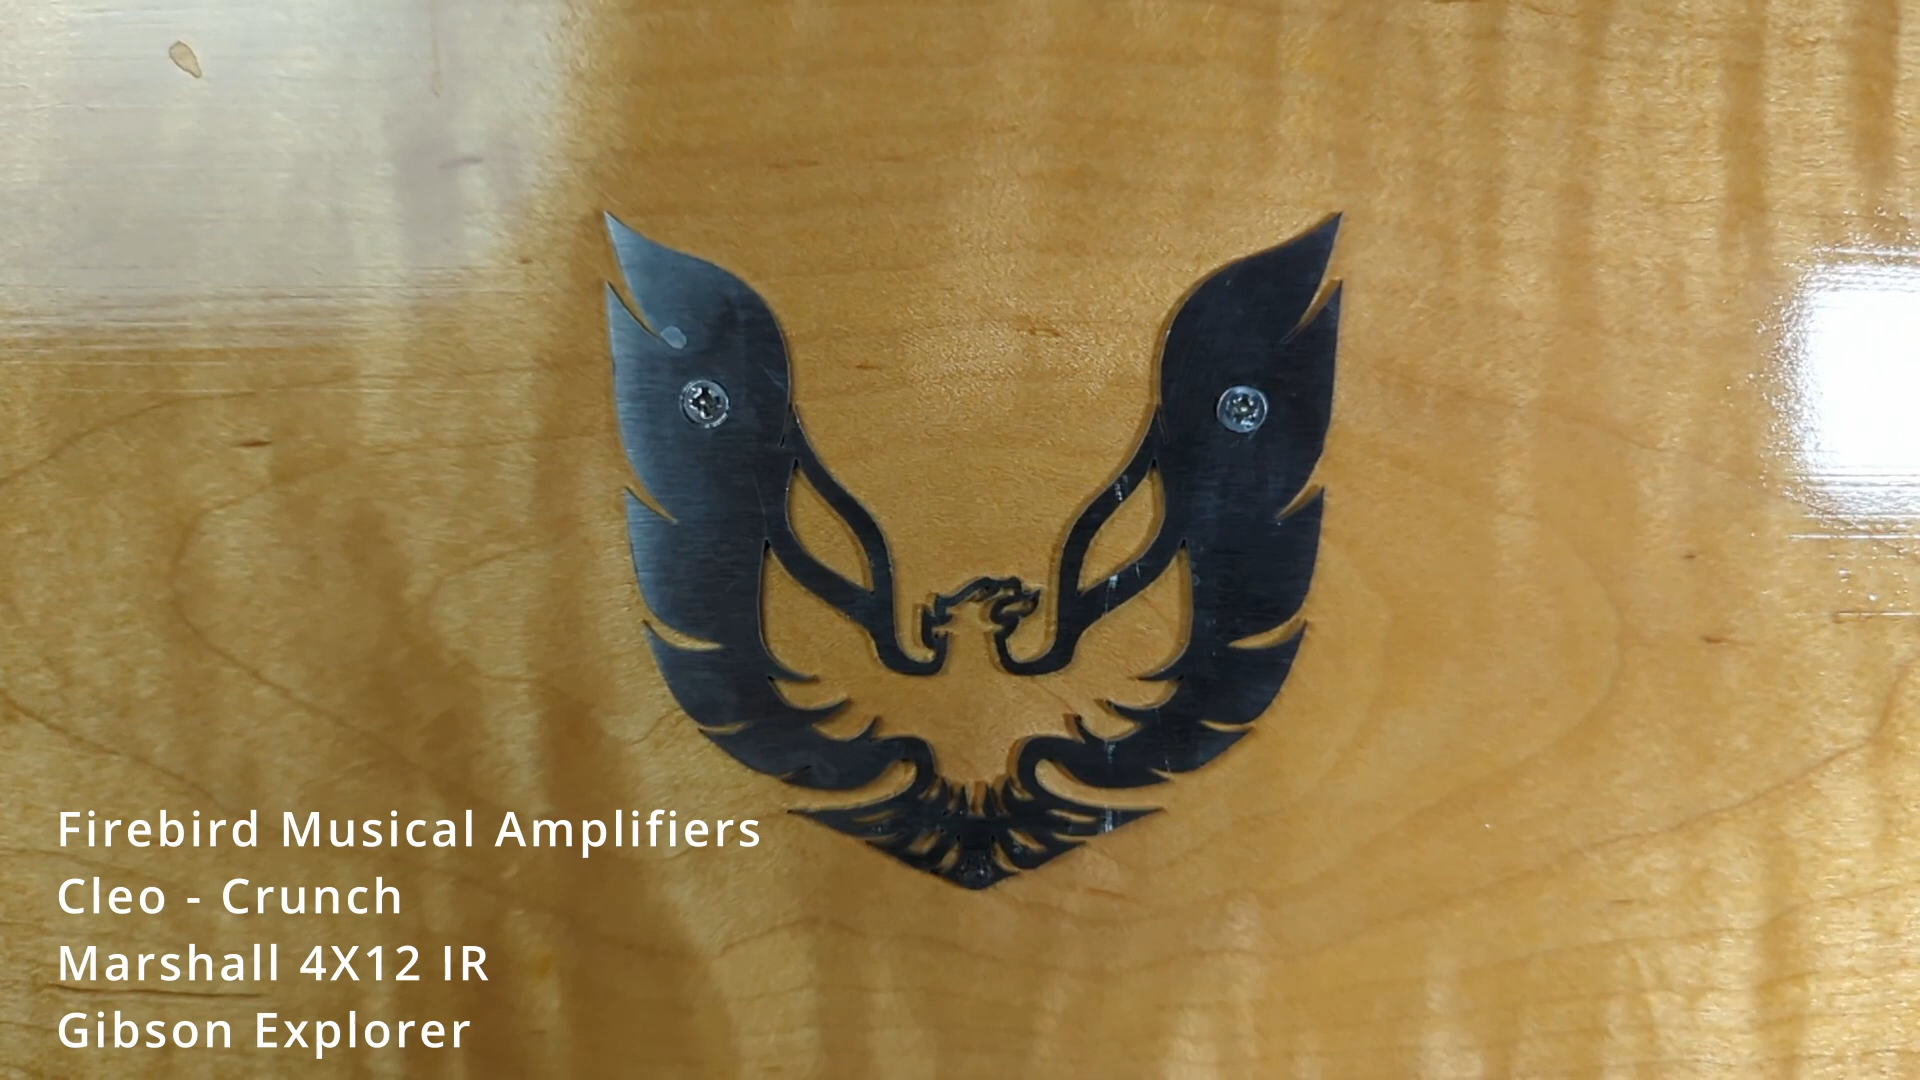 Firebird Musical Amplifiers
Cleo - Crunch
Marshall 4X12 IR
Gibson Explorer